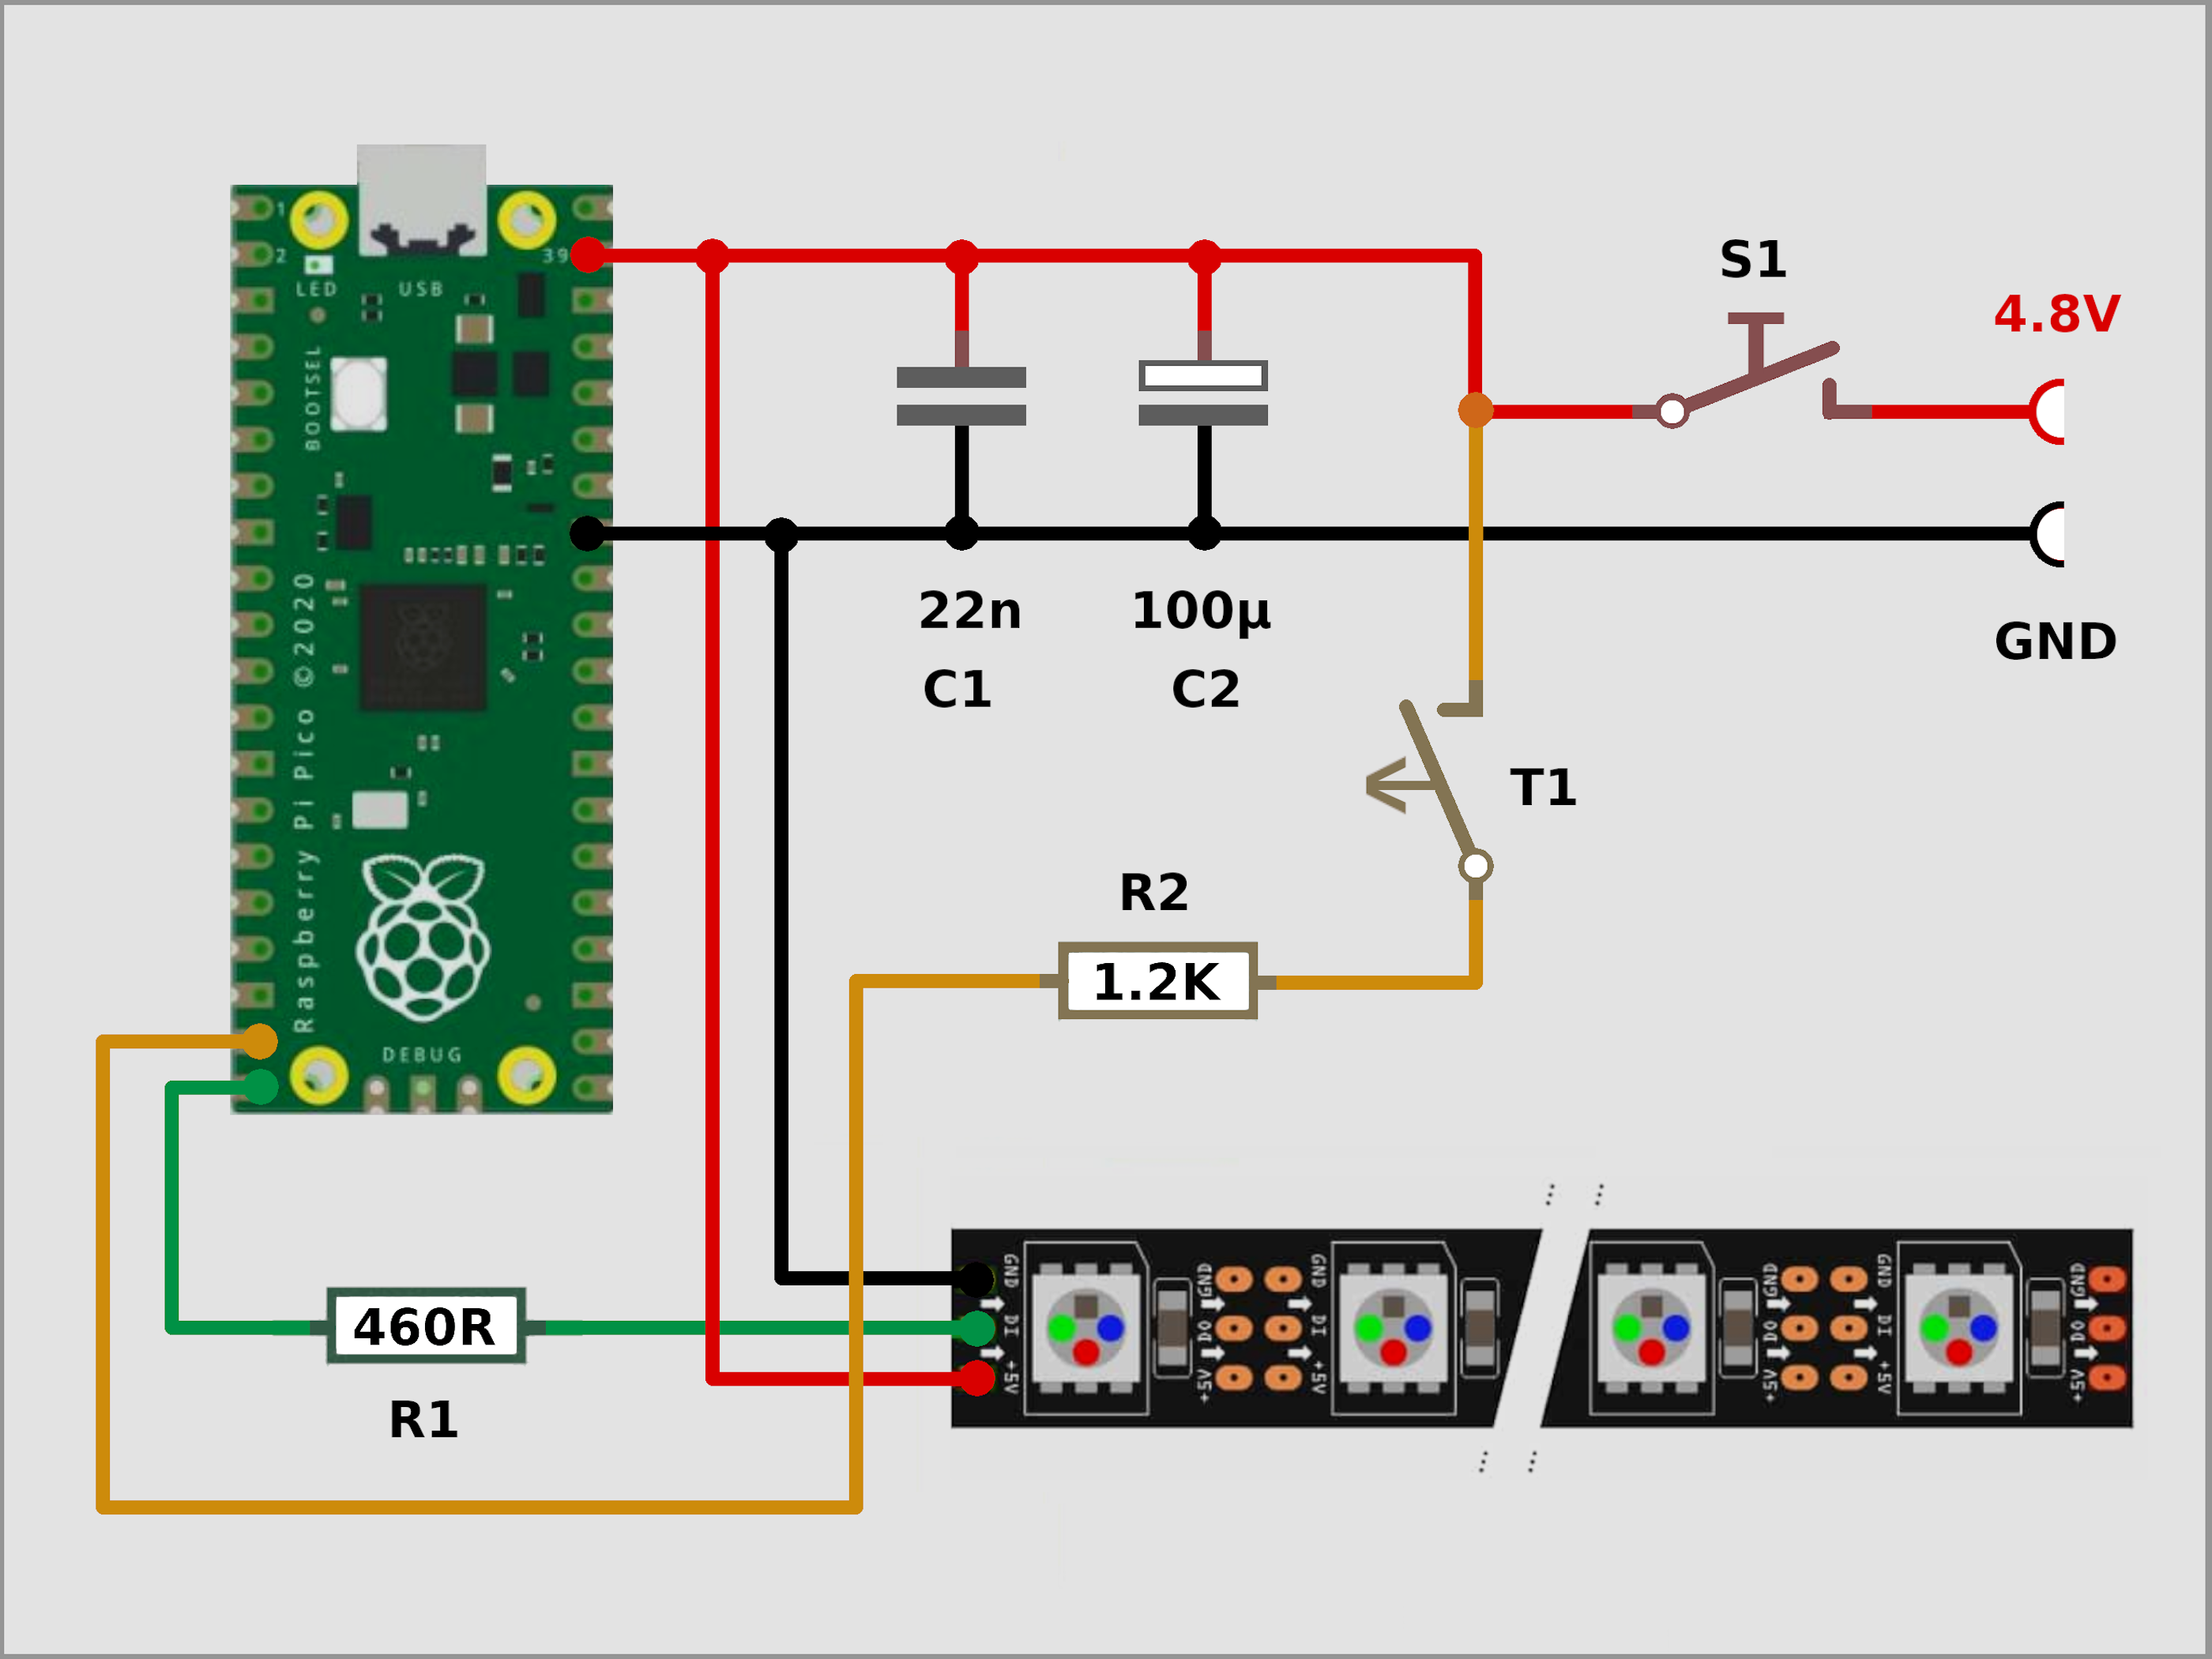 1
2
39
LED
USB
BOOTSEL
Raspberry Pi Pico ©2020
DEBUG
S1
4.8V
GND
22n
100µ
C1
C2
T1
R2
1.2K
460R
R1
GND
DI
+5V
GND
DO
+5V
GND
DI
+5V
GND
DO
+5V
GND
DI
+5V
GND
DO
+5V